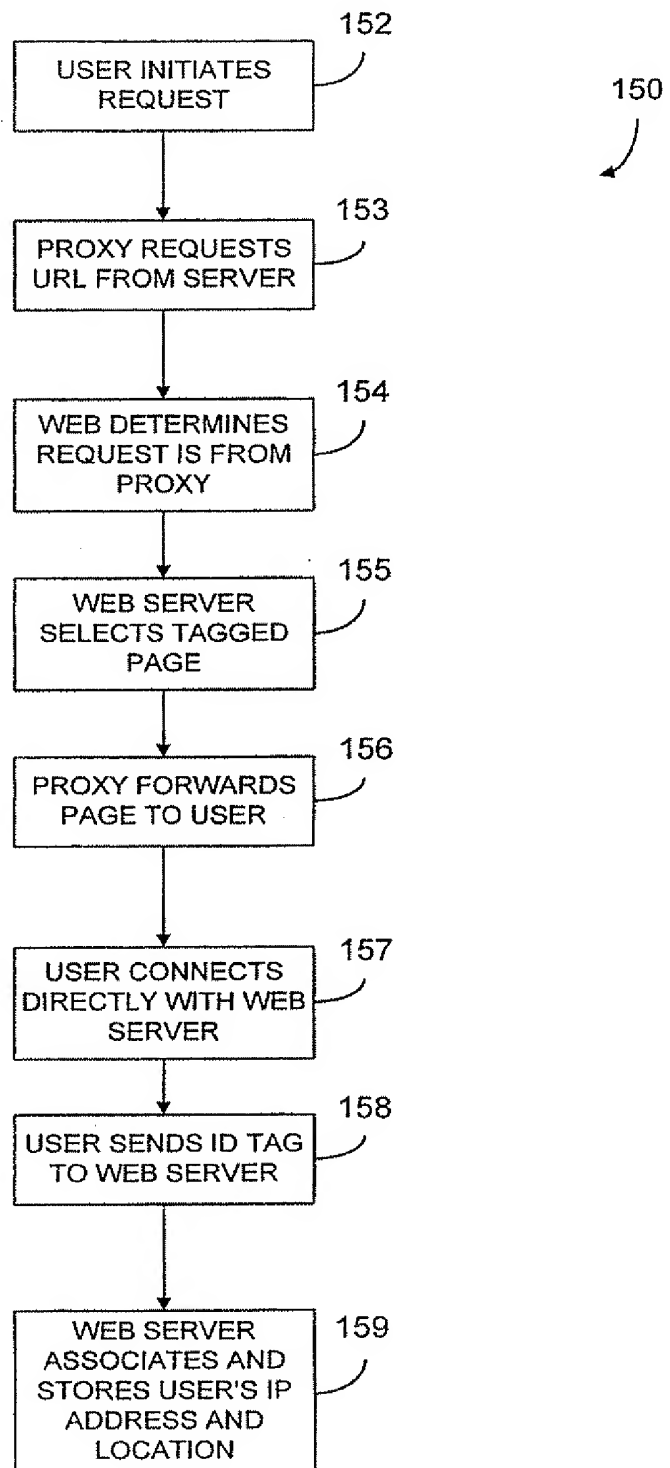 152
USER INITIATES
REQUEST
150
153
PROXY REQUESTS
URL FROM SERVER
154
WEB DETERMINES
REQUEST IS FROM
PROXY
155
WEB SERVER
SELECTS TAGGED
PAGE
156
PROXY FORWARDS
PAGE TO USER
157
USER CONNECTS
DIRECTLY WITH WEB
SERVER
158
USER SENDS ID TAG
TO WEB SERVER
159
WEB SERVER
ASSOCIATES AND
STORES USER'S IP
ADDRESS AND
LOCATION